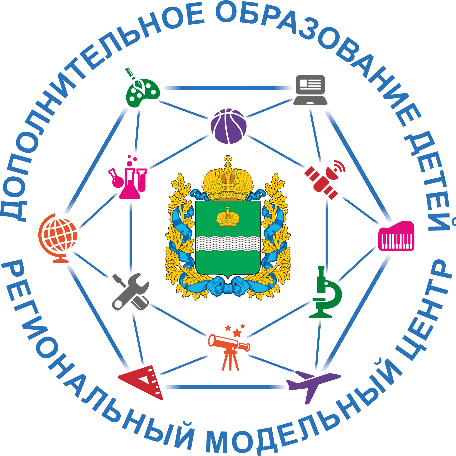 ДОПОЛНИТЕЛЬНОЕ ОБРАЗОВАНИЕ ДЕТЕЙ
РЕГИОНАЛЬНЫЙ МОДЕЛЬНЫЙ ЦЕНТР